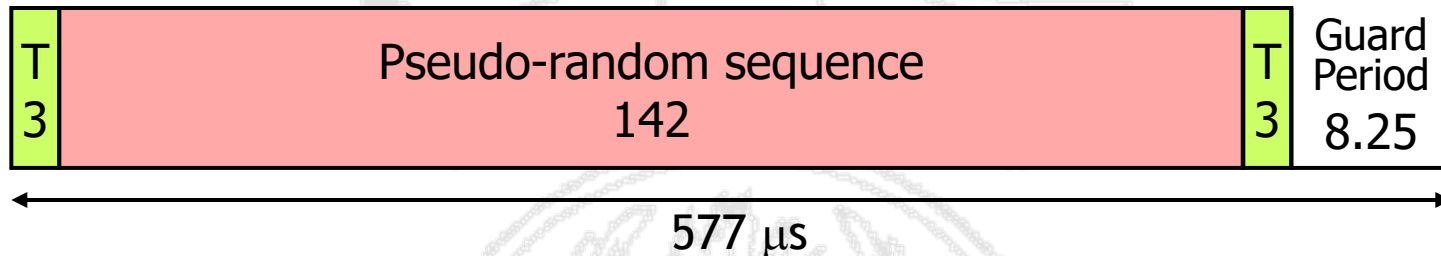 T
3
Pseudo-random sequence
142
T
3
Guard
Period
8.25
577 μs